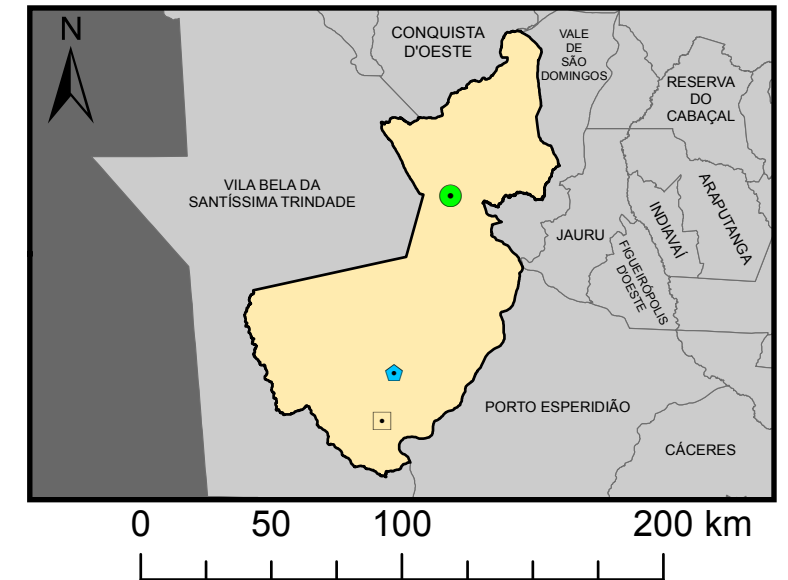 N
CONQUISTA
D'OESTE
VALE
DE
SÃO
DOMINGOS
RESERVA
DO
CABAÇAL
VILA BELA DA
SANTÍSSIMA TRINDADE
ARAPUTANGA
INDIAVAÍ
JAURU
FIGUEIRÓPOLIS
D'OESTE
PORTO ESPERIDIÃO
CÁCERES
0 50 100 200 km